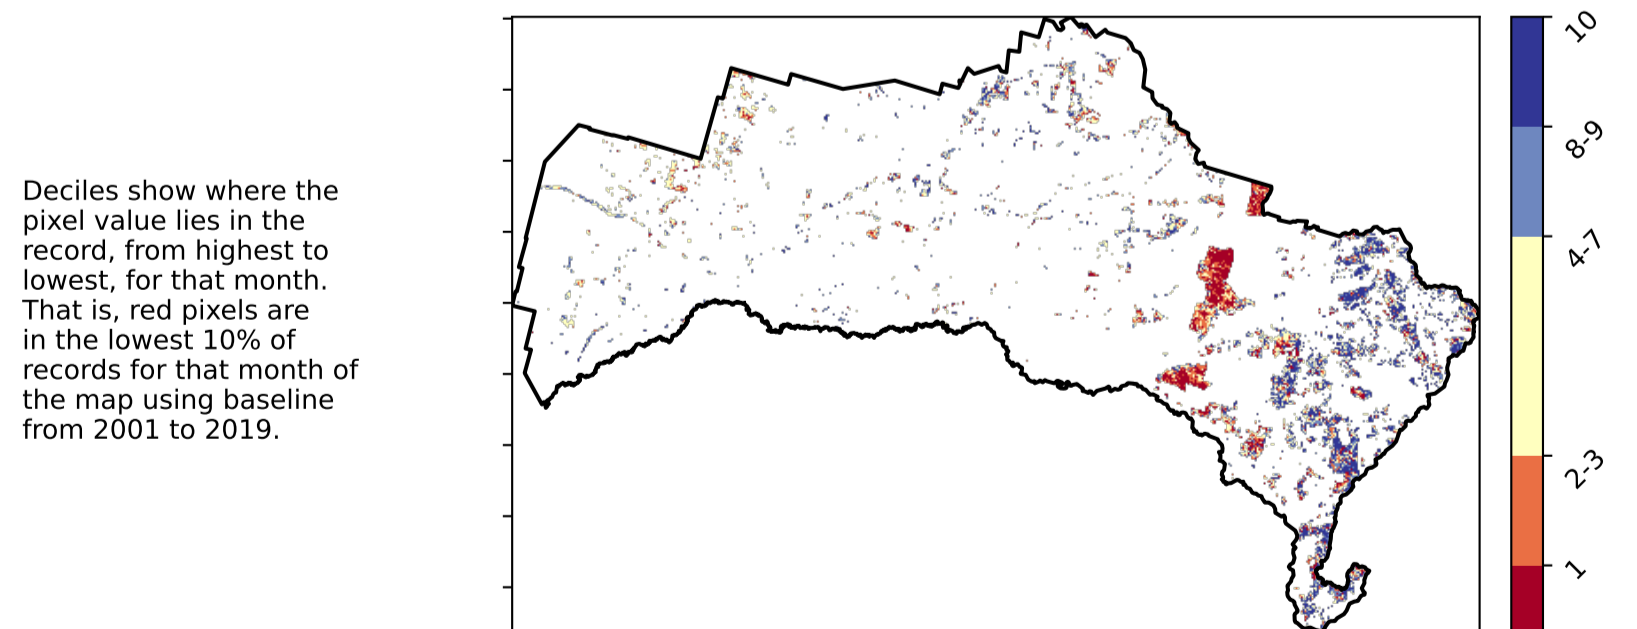 Deciles show where the
pixel value lies in the
record, from highest to
lowest, for that month.
That is, red pixels are
in the lowest 10% of
records for that month of
the map using baseline
from 2001 to 2019.
10
8-9
4-7
2-3
1